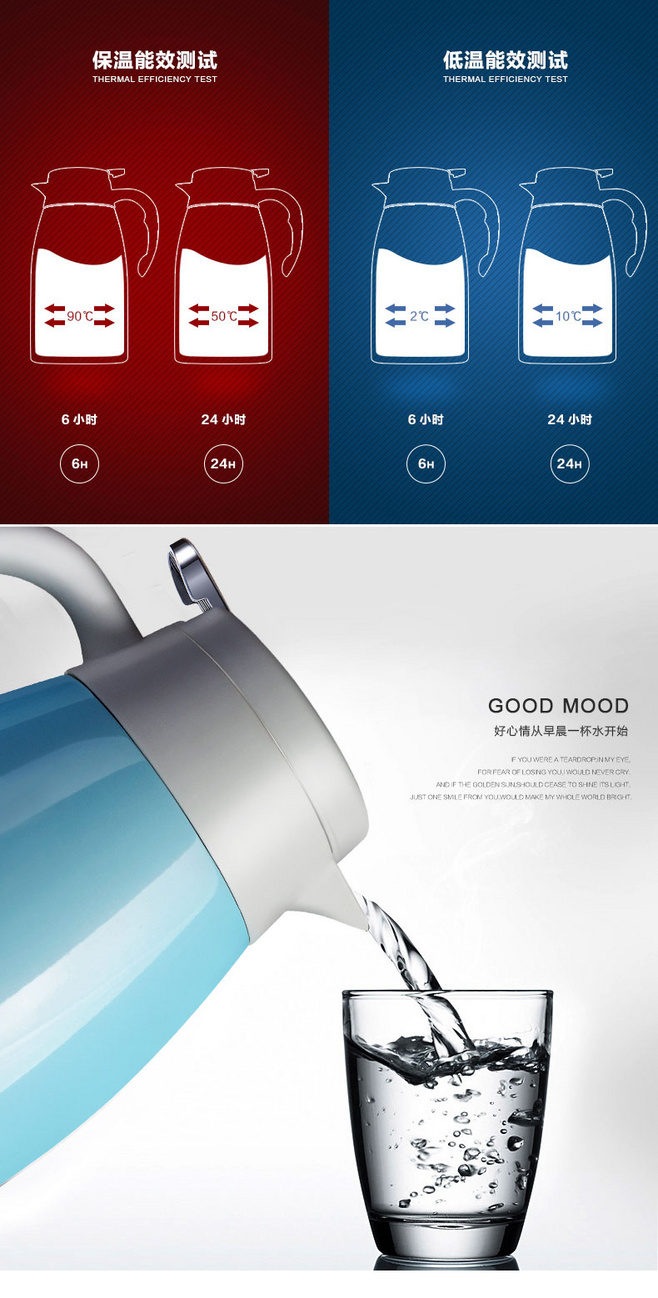 保温能效测试
THERMAL EFFICIENCY TEST
90℃
50℃
6 小时
24 小时
6H
24H
低温能效测试
THERMAL EFFICIENCY TEST
2℃
10℃
6 小时
24 小时
6H
24H
GOOD MOOD
好心情从早晨一杯水开始
IF YOU WERE A TEARDROP;IN MY EYE,
FOR FEAR OF LOSING YOU,I WOULD NEVER CRY.
AND IF THE GOLDEN SUN,SHOULD CEASE TO SHINE ITS LIGHT,
JUST ONE SMILE FROM YOU,WOULD MAKE MY WHOLE WORLD BRIGHT.